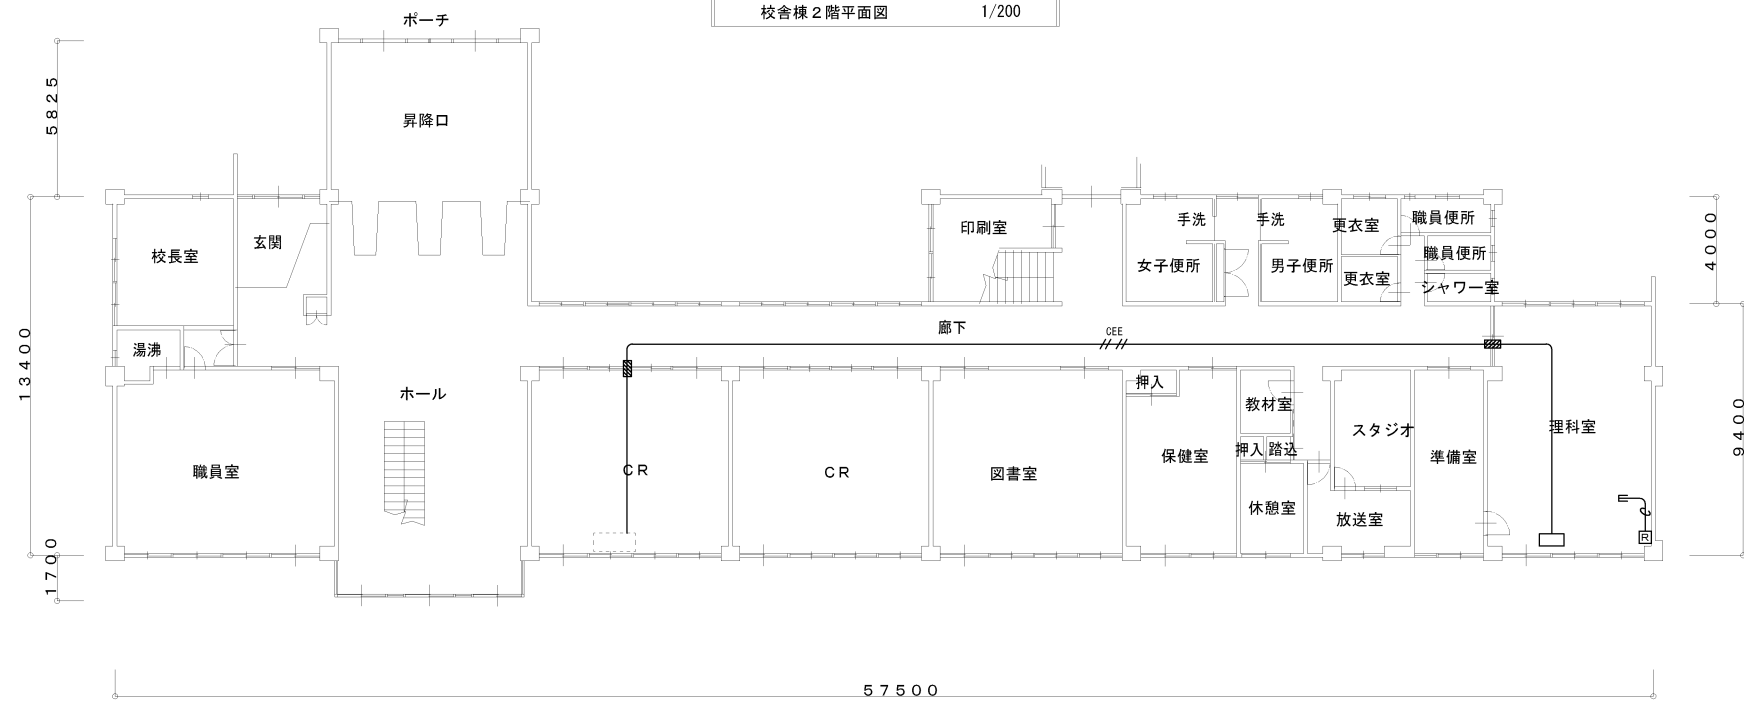 校舎棟２階平面図 1/200
ポーチ
5825
昇降口
13400
校長室
玄関
印刷室
手洗
手洗
更衣室
職員便所
4000
女子便所
男子便所
更衣室
職員便所
シャワー室
湯沸
廊下
CEE
ホール
押入
教材室
スタジオ
理科室
9400
職員室
ＣＲ
ＣＲ
図書室
保健室
押入
踏込
準備室
休憩室
放送室
R
1700
57500